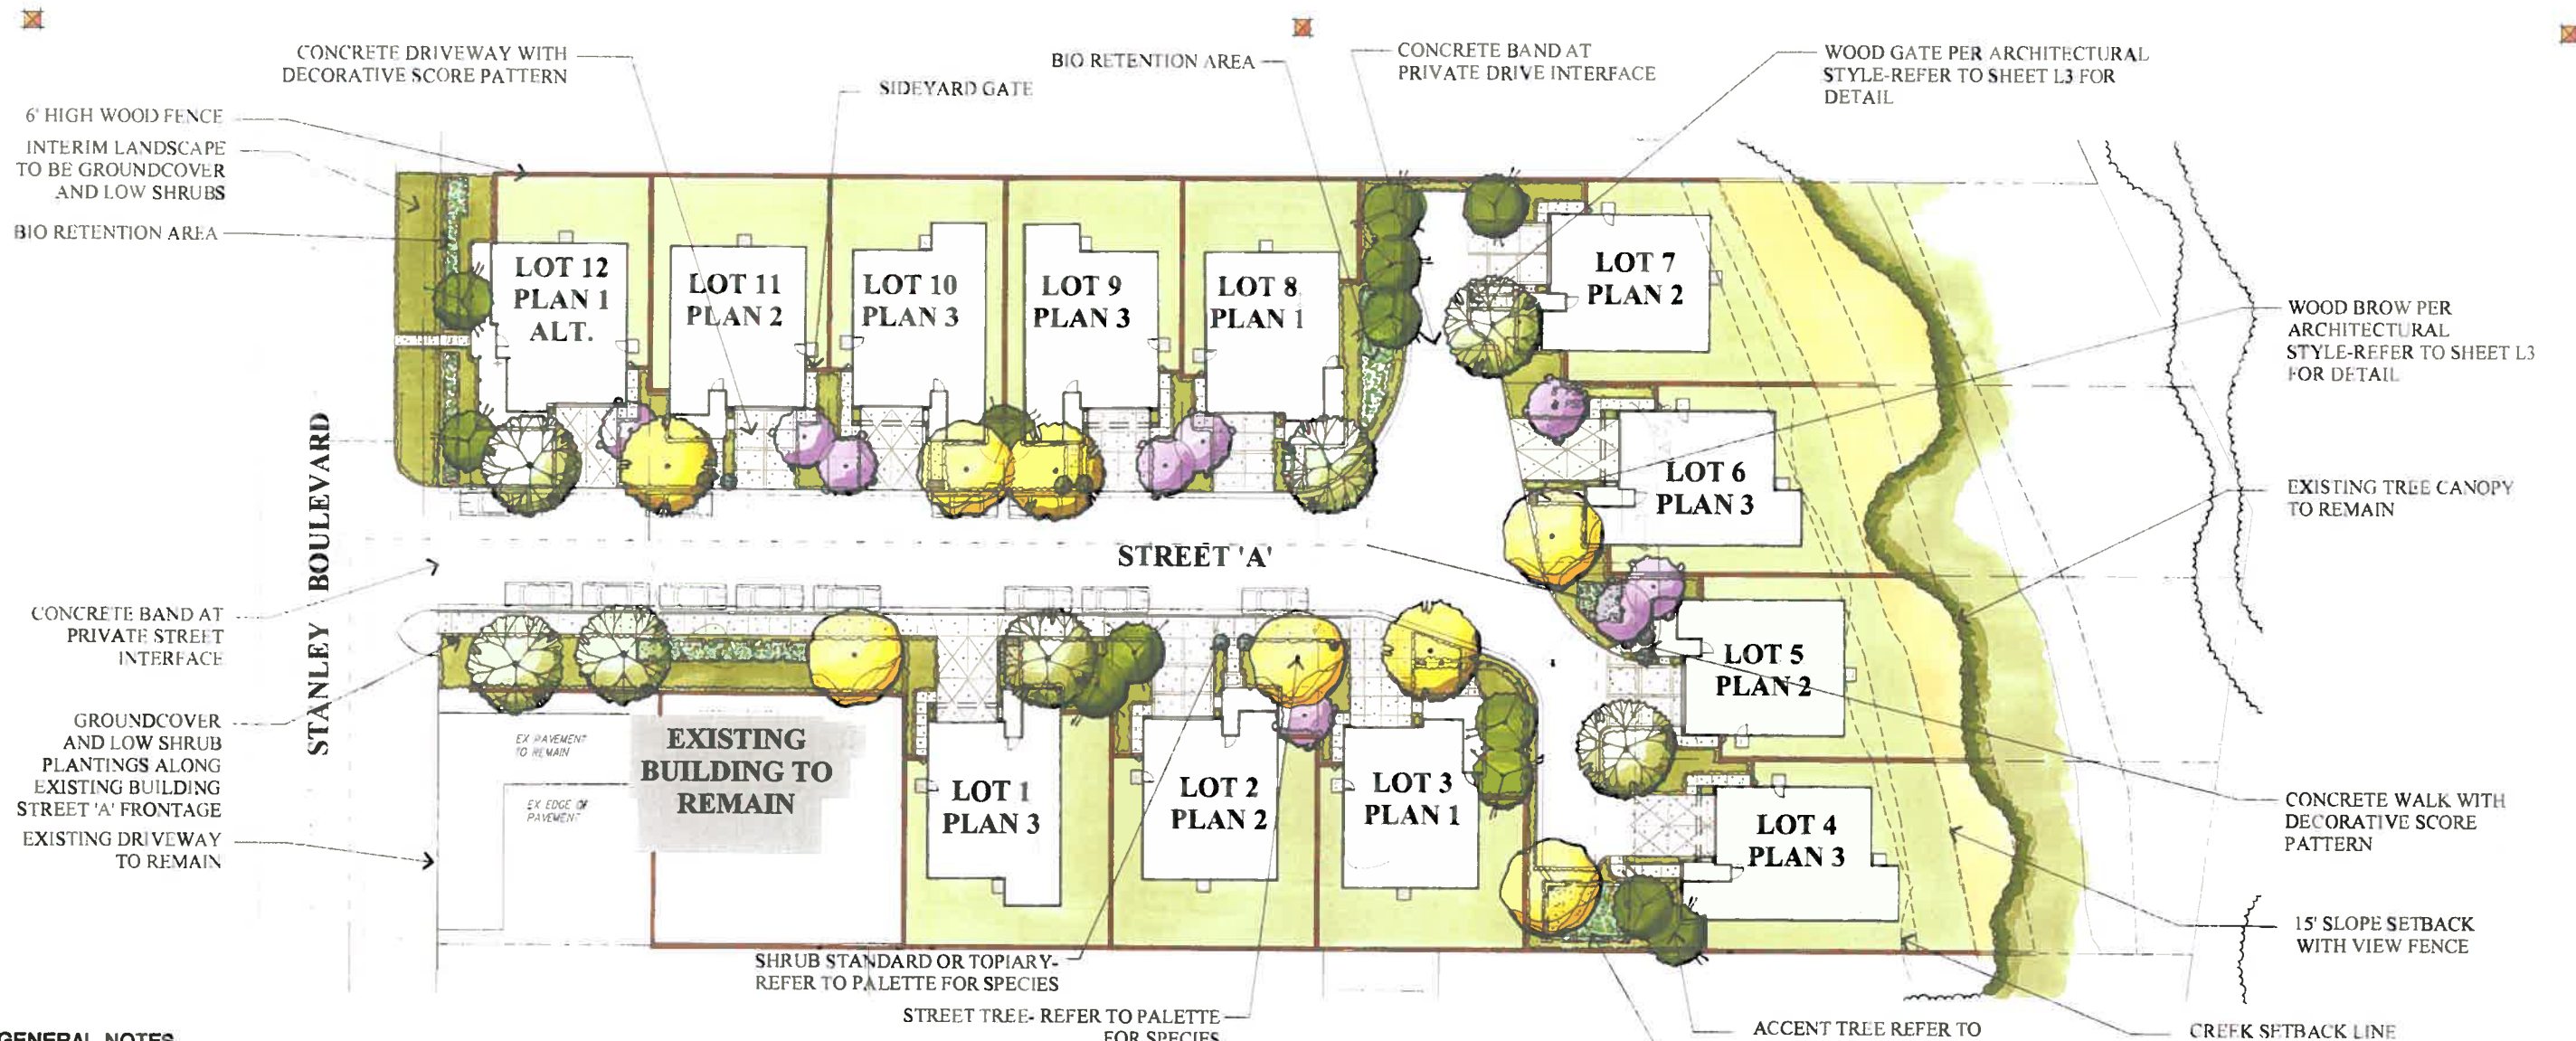 CONCRETE DRIVEWAY WITH
DECORATIVE SCORE PATTERN
BIO RETENTION AREA
CONCRETE BAND AT
PRIVATE DRIVE INTERFACE
WOOD GATE PER ARCHITECTURAL
STYLE-REFER TO SHEET L3 FOR
DETAIL
SIDEYARD GATE
6' HIGH WOOD FENCE
INTERIM LANDSCAPE
TO BE GROUNDCOVER
AND LOW SHRUBS
BIO RETENTION AREA
LOT 12
PLAN 1
ALT.
LOT 11
PLAN 2
LOT 10
PLAN 3
LOT 9
PLAN 3
LOT 8
PLAN 1
LOT 7
PLAN 2
WOOD BROW PER
ARCHITECTURAL
STYLE-REFER TO SHEET L3
FOR DETAIL
LOT 6
PLAN 3
EXISTING TREE CANOPY
TO REMAIN
STANLEY BOULEVARD
STREET 'A'
CONCRETE BAND AT
PRIVATE STREET
INTERFACE
GROUNDCOVER
AND LOW SHRUB
PLANTINGS ALONG
EXISTING BUILDING
STREET 'A' FRONTAGE
EXISTING DRIVEWAY
TO REMAIN
EX PAVEMENT
TO REMAIN
EX EDGE OF
PAVEMENT
EXISTING
BUILDING TO
REMAIN
LOT 1
PLAN 3
LOT 2
PLAN 2
LOT 3
PLAN 1
LOT 5
PLAN 2
LOT 4
PLAN 3
CONCRETE WALK WITH
DECORATIVE SCORE
PATTERN
15' SLOPE SETBACK
WITH VIEW FENCE
SHRUB STANDARD OR TOPIARY-
REFER TO PALETTE FOR SPECIES
STREET TREE- REFER TO PALETTE
FOR SPECIES
ACCENT TREE REFER TO
CREEK SETBACK LINE
GENERAL NOTES